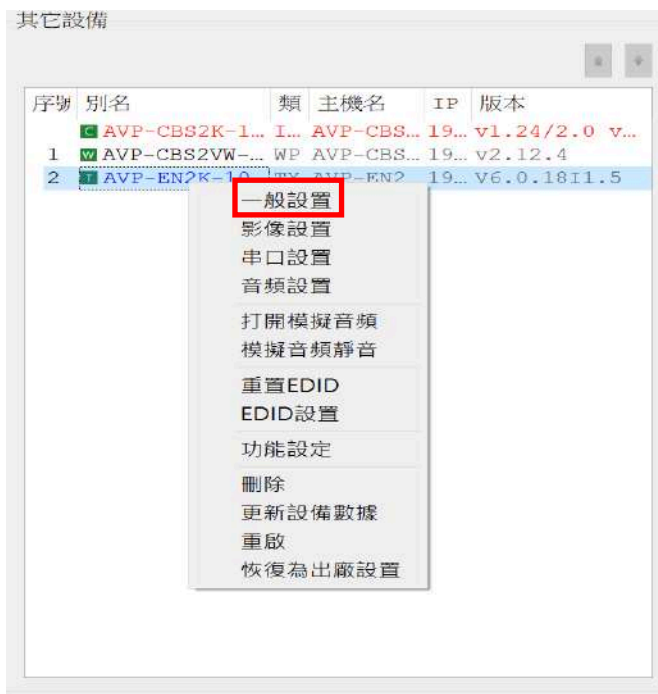 其它設備
序號 別名 類 主機名 IP 版本
C AVP-CBS2K-1... I... AVP-CBS... 19... v1.24/2.0 v...
1 W AVP-CBS2VW-... WP AVP-CBS... 19... v2.12.4
2 T AVP-EN2K-10 TX AVP-EN2 19... V6.0.18I1.5
一般設置
影像設置
串口設置
音頻設置
打開模擬音頻
模擬音頻靜音
重置EDID
EDID設置
功能設定
刪除
更新設備數據
重啟
恢復為出廠設置